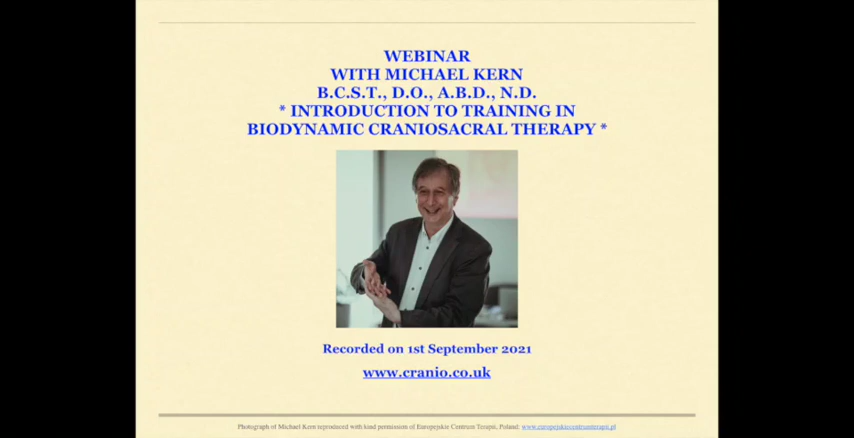 WEBINAR
WITH MICHAEL KERN
B.C.S.T., D.O., A.B.D., N.D.
* INTRODUCTION TO TRAINING IN
BIODYNAMIC CRANIOSACRAL THERAPY *
Recorded on 1st September 2021
www.cranio.co.uk
Photograph of Michael Kern reproduced with kind permission of Europejskie Centrum Terapii, Poland: www.europejskiecentrumterapii.pl